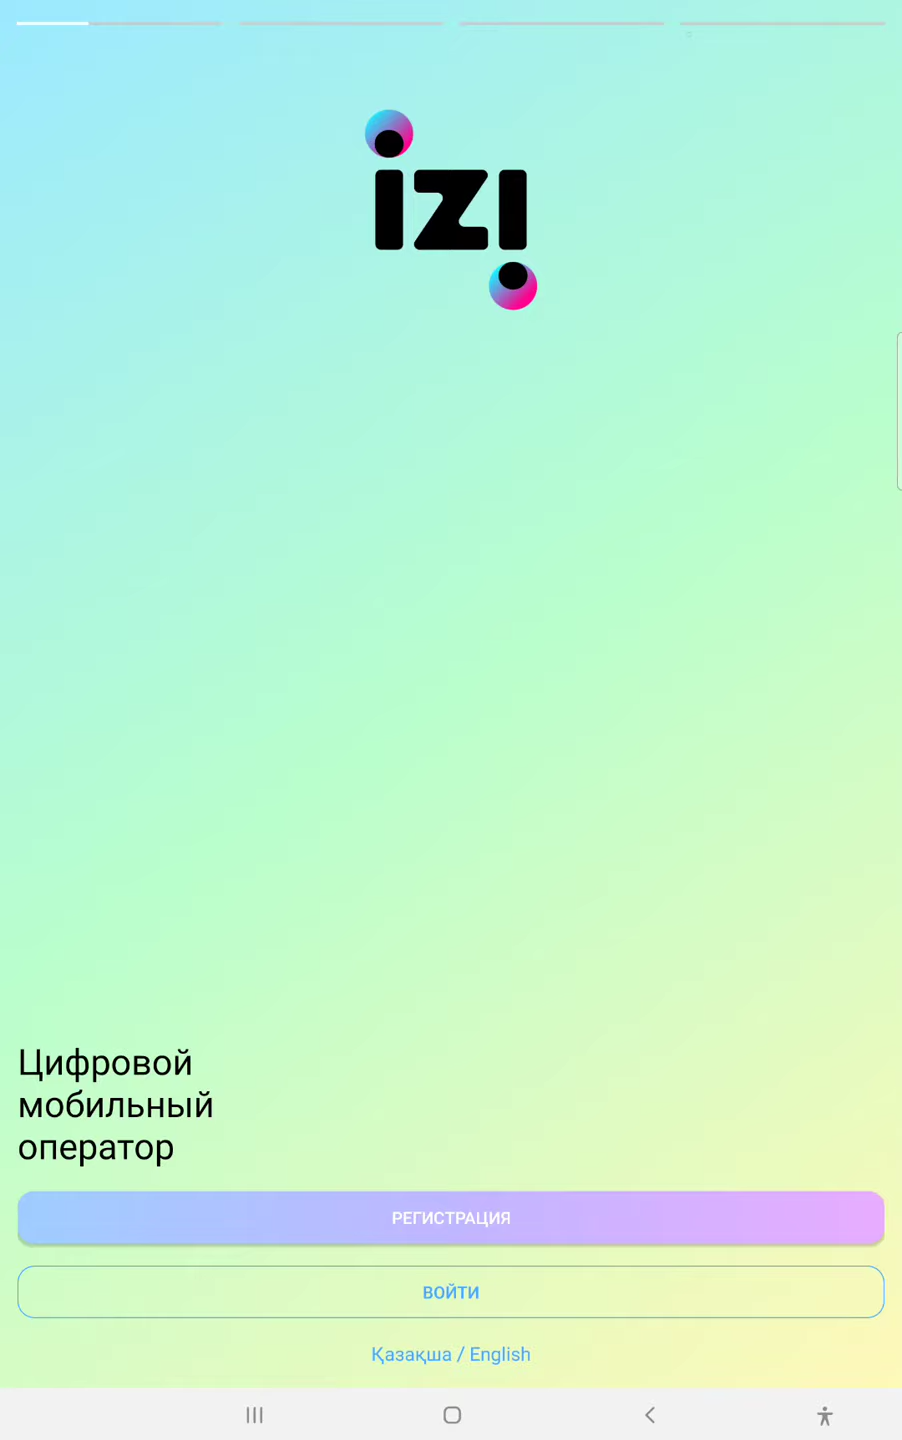 izi
Цифровой
мобильный
оператор
РЕГИСТРАЦИЯ
ВОЙТИ
Қазақша / English